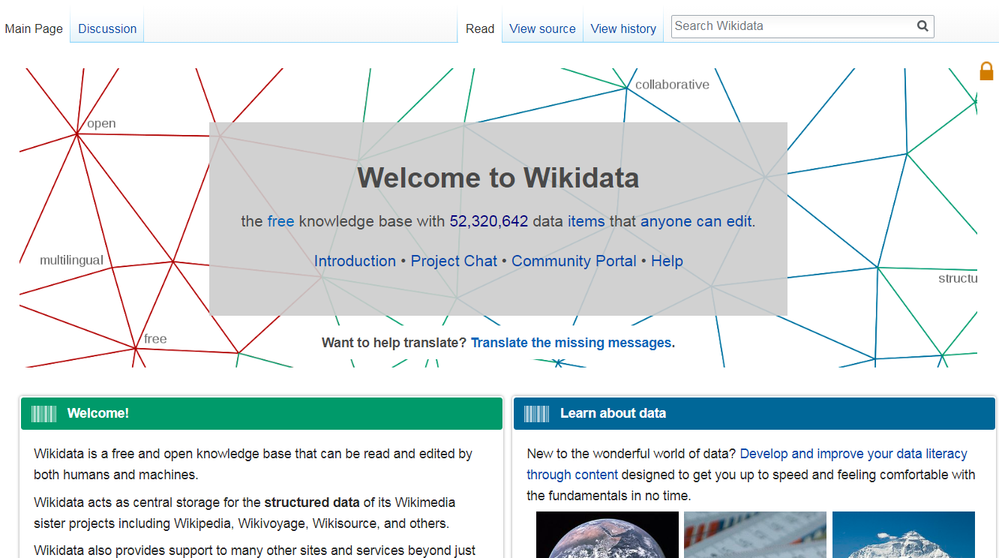 Main Page Discussion Read View source View history Search Wikidata
collaborative
open
Welcome to Wikidata
the free knowledge base with 52,320,642 data items that anyone can edit.
multilingual
Introduction • Project Chat • Community Portal • Help
structu
free
Want to help translate? Translate the missing messages.
Welcome!
Wikidata is a free and open knowledge base that can be read and edited by
both humans and machines.
Wikidata acts as central storage for the structured data of its Wikimedia
sister projects including Wikipedia, Wikivoyage, Wikisource, and others.
Wikidata also provides support to many other sites and services beyond just
Learn about data
New to the wonderful world of data? Develop and improve your data literacy
through content designed to get you up to speed and feeling comfortable with
the fundamentals in no time.